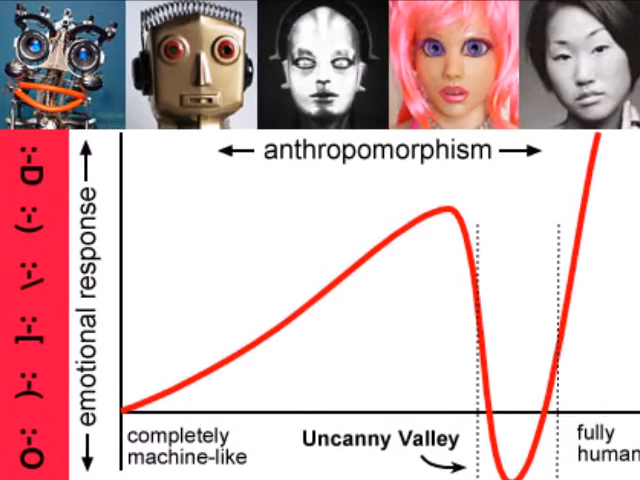 anthropomorphism
emotional response
:-D
:-)
:-\
:-[
:-(
:-O
completely
machine-like
Uncanny Valley
fully
human